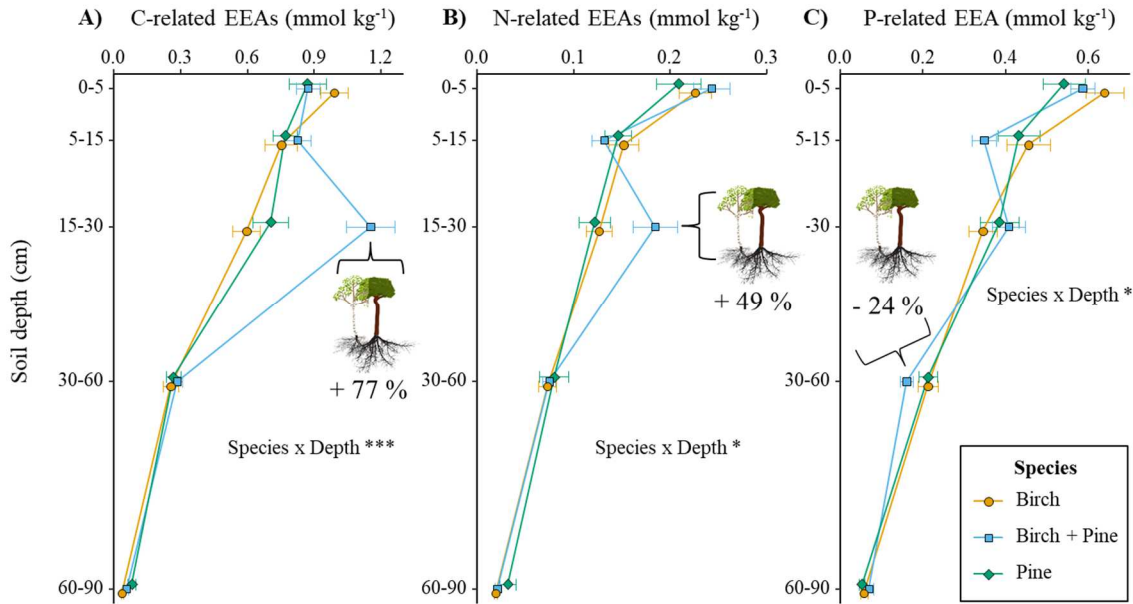 A) C-related EEAs (mmol kg-1)
0.0 0.3 0.6 0.9 1.2
0-5
5-15
15-30
30-60
60-90
Soil depth (cm)
+ 77 %
Species x Depth ***
B) N-related EEAs (mmol kg-1)
0.0 0.1 0.2 0.3
0-5
5-15
15-30
30-60
60-90
+ 49 %
Species x Depth *
C) P-related EEA (mmol kg-1)
0.0 0.2 0.4 0.6
0-5
5-15
-30
30-60
60-90
- 24 %
Species x Depth *
Species
Birch
Birch + Pine
Pine